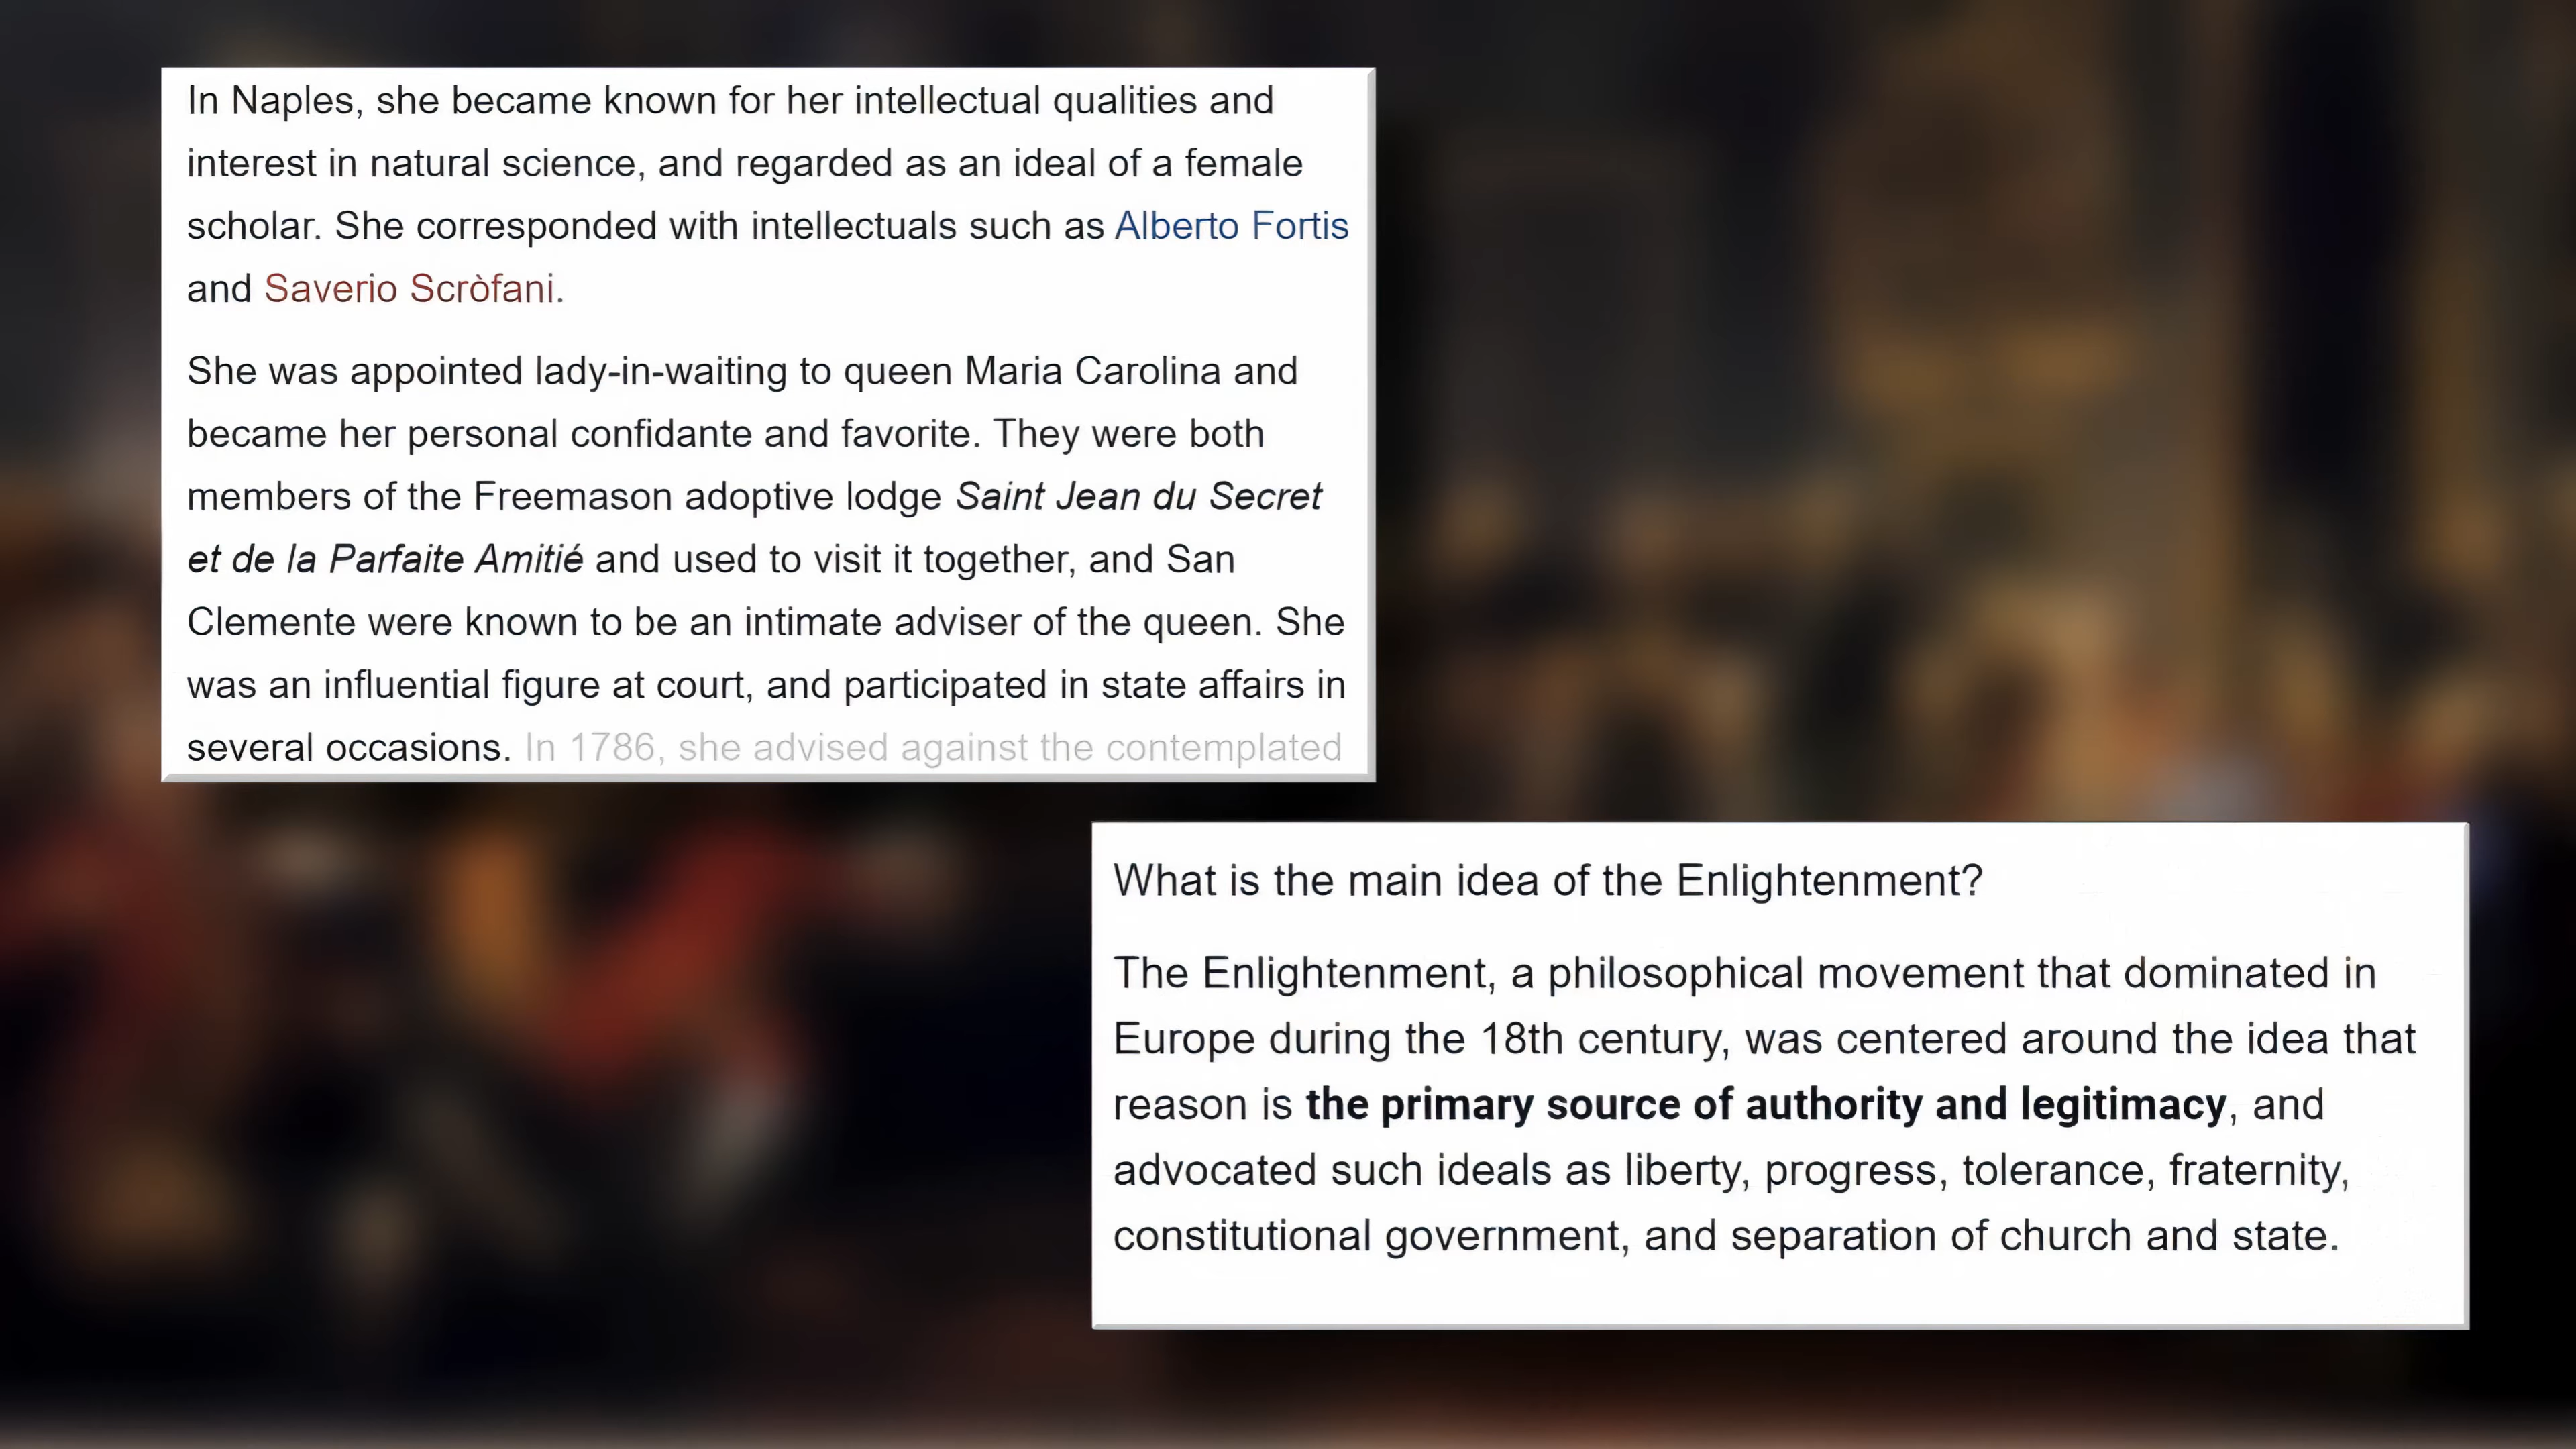 In Naples, she became known for her intellectual qualities and
interest in natural science, and regarded as an ideal of a female
scholar. She corresponded with intellectuals such as Alberto Fortis
and Saverio Scròfani.
She was appointed lady-in-waiting to queen Maria Carolina and
became her personal confidante and favorite. They were both
members of the Freemason adoptive lodge Saint Jean du Secret
et de la Parfaite Amitié and used to visit it together, and San
Clemente were known to be an intimate adviser of the queen. She
was an influential figure at court, and participated in state affairs in
several occasions. In 1786, she advised against the contemplated
What is the main idea of the Enlightenment?
The Enlightenment, a philosophical movement that dominated in
Europe during the 18th century, was centered around the idea that
reason is the primary source of authority and legitimacy, and
advocated such ideals as liberty, progress, tolerance, fraternity,
constitutional government, and separation of church and state.